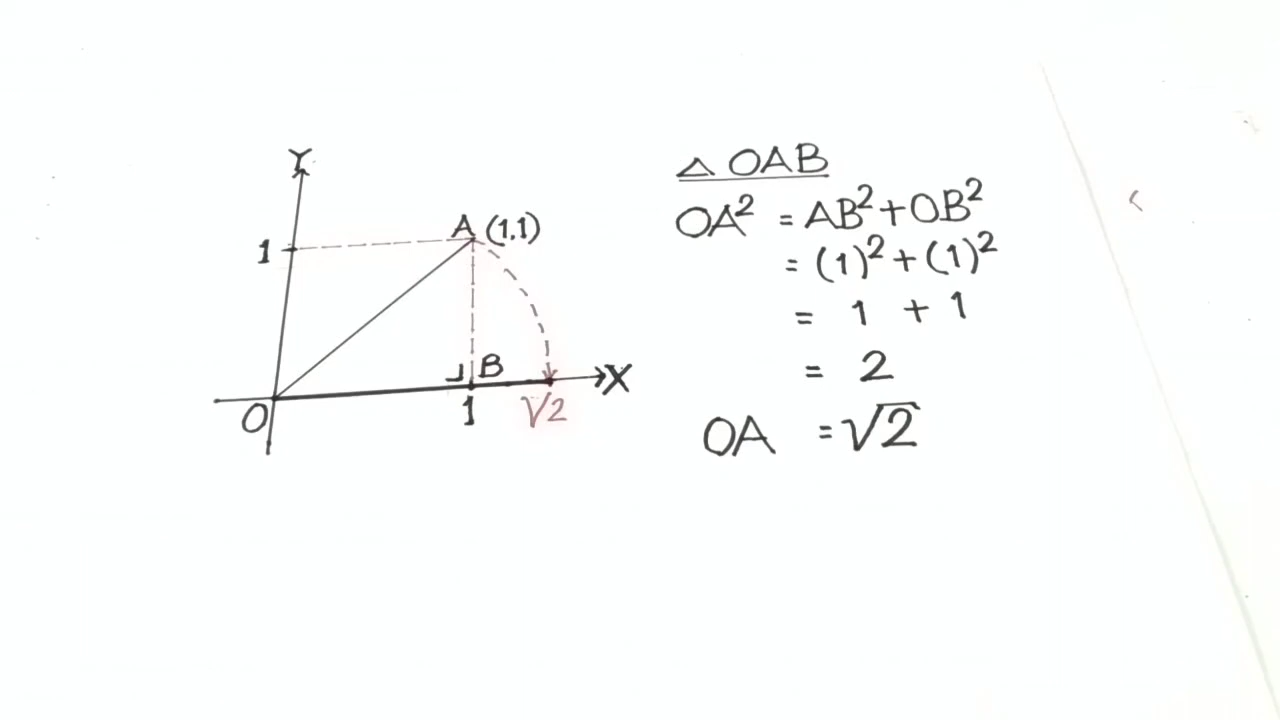 Y
A (1,1)
1
B
X
O
1
√2
△ OAB
OA² = AB² + OB²
= (1)² + (1)²
= 1 + 1
= 2
OA = √2